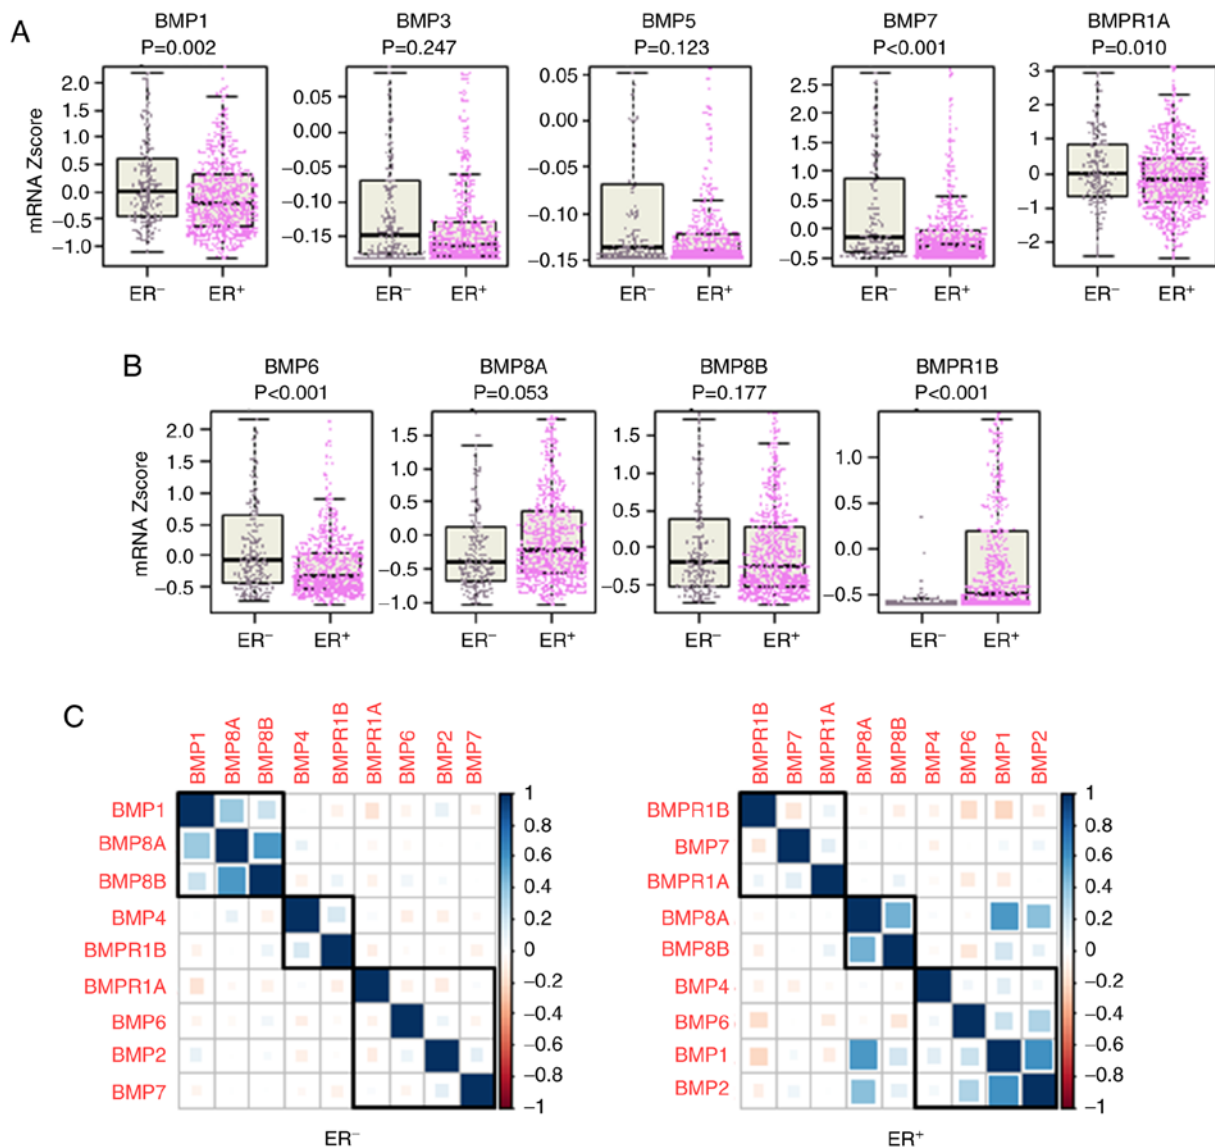 A
BMP1
P=0.002
BMP3
P=0.247
BMP5
P=0.123
BMP7
P<0.001
BMPR1A
P=0.010
mRNA Zscore
2.0
1.5
1.0
0.5
0.0
−0.5
−1.0
ER−
ER+
0.05
0.00
−0.05
−0.10
−0.15
ER−
ER+
0.05
0.00
−0.05
−0.10
−0.15
ER−
ER+
2.5
2.0
1.5
1.0
0.5
0.0
−0.5
ER−
ER+
3
2
1
0
−1
−2
ER−
ER+
B
BMP6
P<0.001
BMP8A
P=0.053
BMP8B
P=0.177
BMPR1B
P<0.001
mRNA Zscore
2.0
1.5
1.0
0.5
−0.0
−0.5
ER−
ER+
1.5
1.0
0.5
−0.0
−0.5
−1.0
ER−
ER+
1.5
1.0
0.5
−0.0
−0.5
ER−
ER+
1.0
0.5
−0.0
−0.5
ER−
ER+
C
BMP1 BMP8A BMP8B BMP4 BMPR1B BMPR1A BMP6 BMP2 BMP7
BMP1
BMP8A
BMP8B
BMP4
BMPR1B
BMPR1A
BMP6
BMP2
BMP7
1
0.8
0.6
0.4
0.2
0
−0.2
−0.4
−0.6
−0.8
−1
ER−
BMPR1B BMP7 BMPR1A BMP8A BMP8B BMP4 BMP6 BMP1 BMP2
BMPR1B
BMP7
BMPR1A
BMP8A
BMP8B
BMP4
BMP6
BMP1
BMP2
1
0.8
0.6
0.4
0.2
0
−0.2
−0.4
−0.6
−0.8
−1
ER+